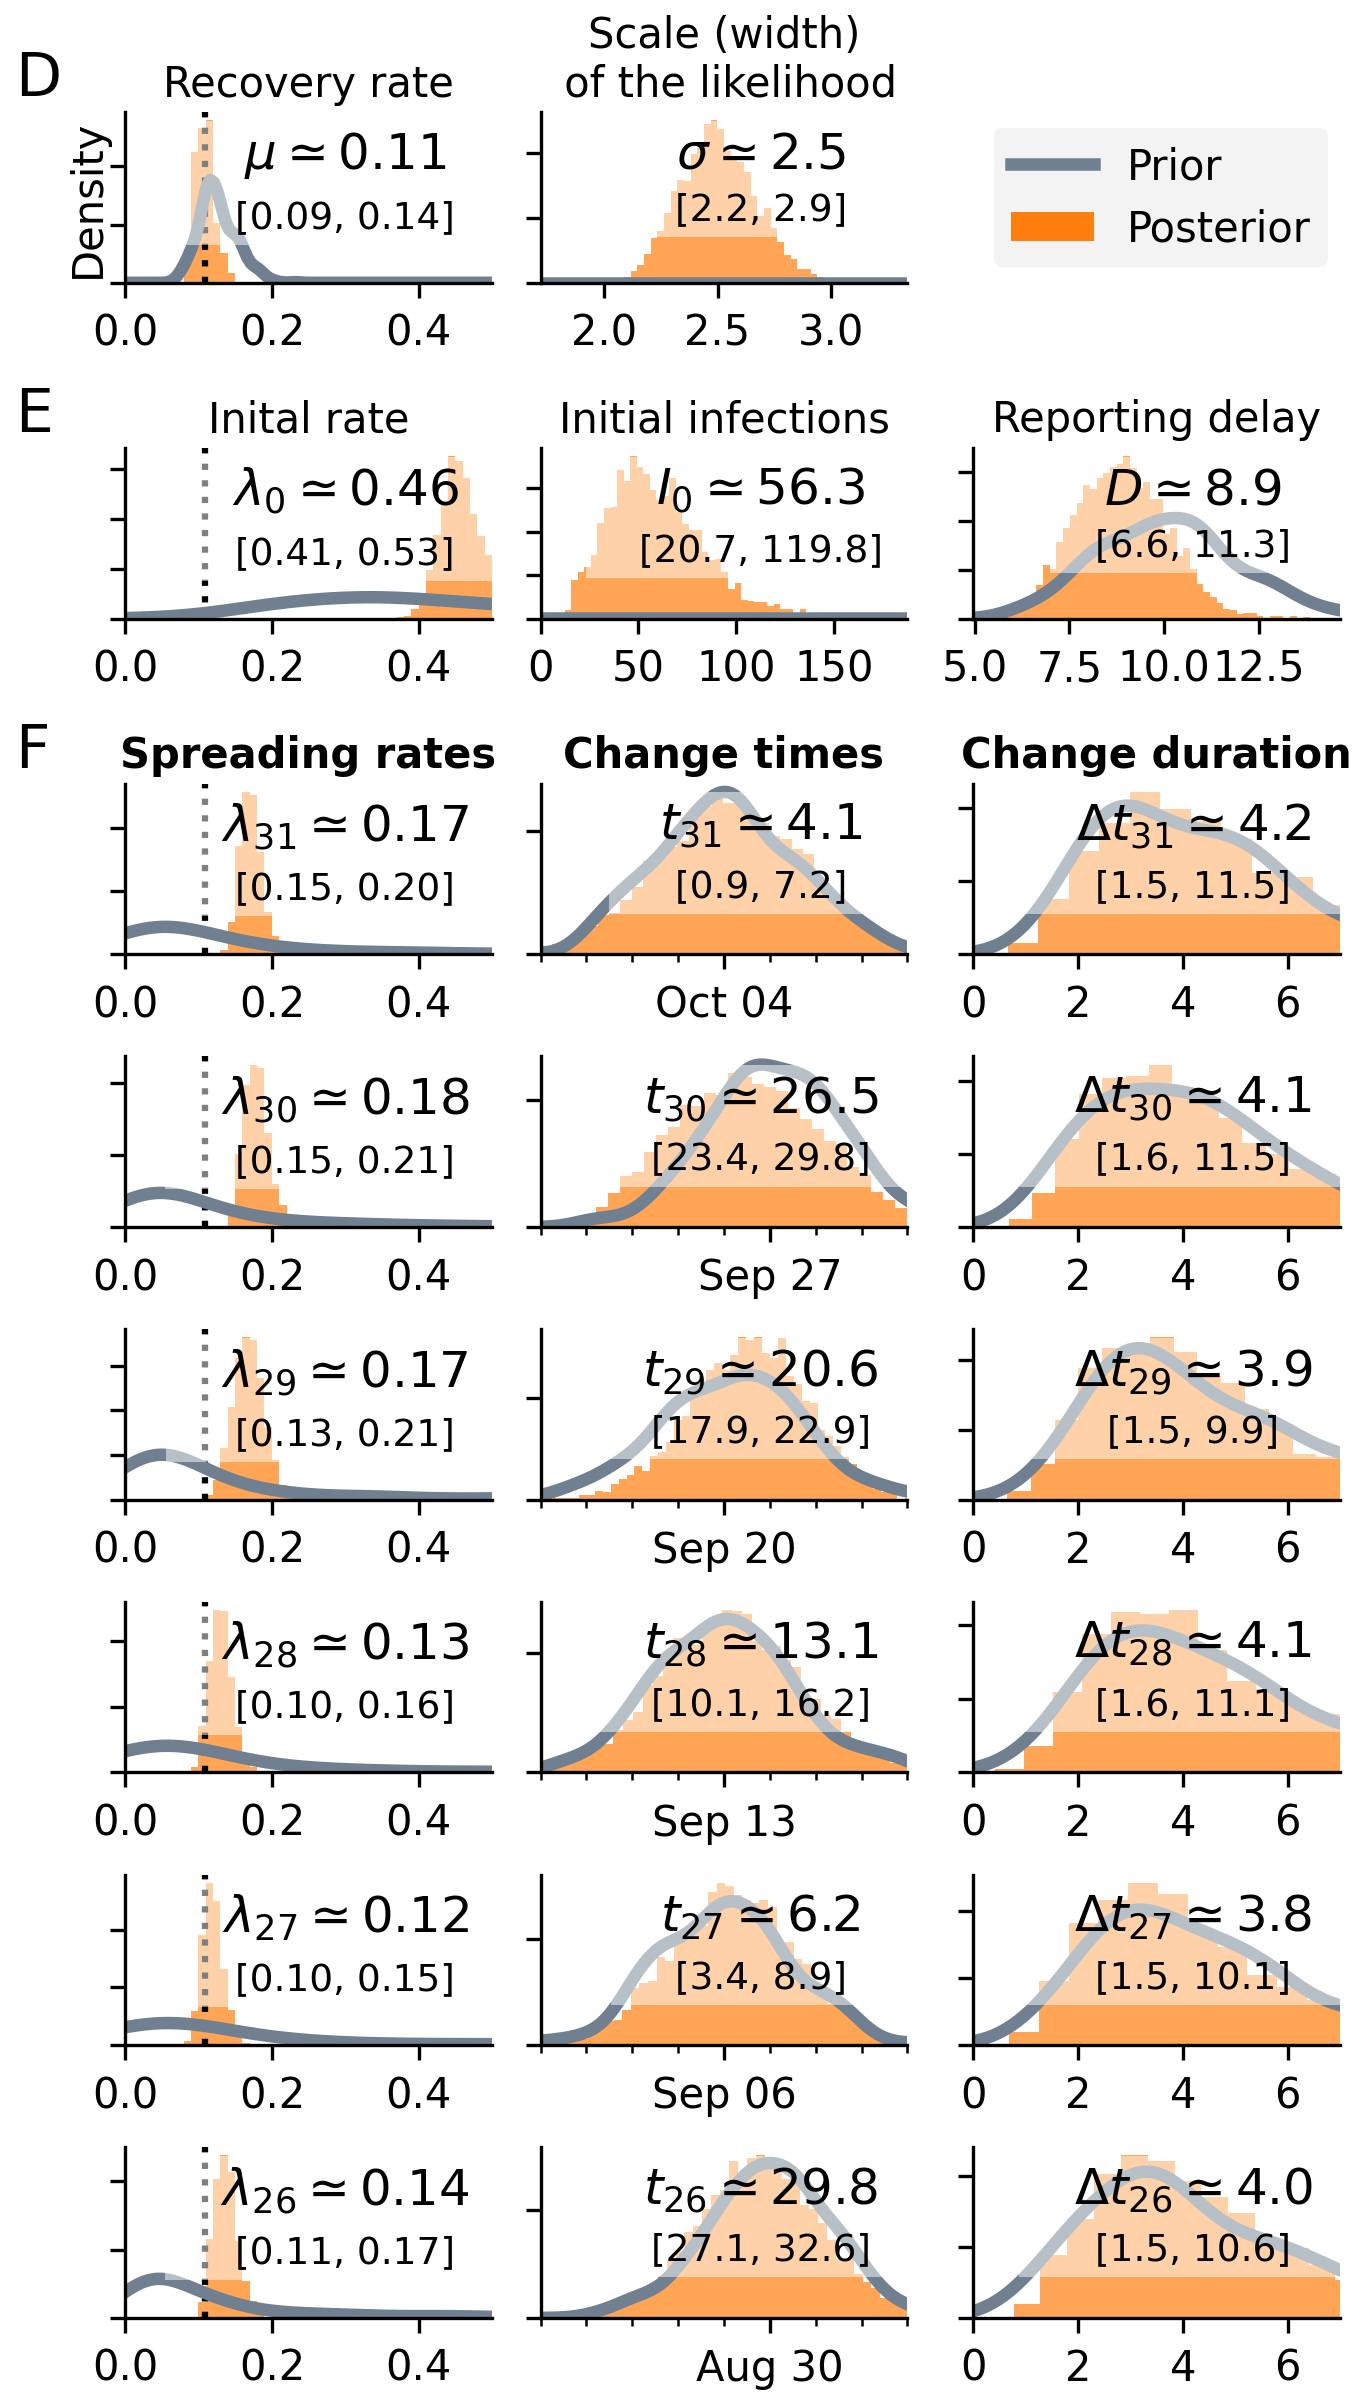 D
Recovery rate
Scale (width)
of the likelihood
Density
μ ≃ 0.11
[0.09, 0.14]
0.0 0.2 0.4
σ ≃ 2.5
[2.2, 2.9]
2.0 2.5 3.0
Prior
Posterior
E
Inital rate
λ0 ≃ 0.46
[0.41, 0.53]
0.0 0.2 0.4
Initial infections
I0 ≃ 56.3
[20.7, 119.8]
0 50 100 150
Reporting delay
D ≃ 8.9
[6.6, 11.3]
5.0 7.5 10.0 12.5
F
Spreading rates
Change times
Change duration
λ31 ≃ 0.17
[0.15, 0.20]
0.0 0.2 0.4
t31 ≃ 4.1
[0.9, 7.2]
Oct 04
Δt31 ≃ 4.2
[1.5, 11.5]
0 2 4 6
λ30 ≃ 0.18
[0.15, 0.21]
0.0 0.2 0.4
t30 ≃ 26.5
[23.4, 29.8]
Sep 27
Δt30 ≃ 4.1
[1.6, 11.5]
0 2 4 6
λ29 ≃ 0.17
[0.13, 0.21]
0.0 0.2 0.4
t29 ≃ 20.6
[17.9, 22.9]
Sep 20
Δt29 ≃ 3.9
[1.5, 9.9]
0 2 4 6
λ28 ≃ 0.13
[0.10, 0.16]
0.0 0.2 0.4
t28 ≃ 13.1
[10.1, 16.2]
Sep 13
Δt28 ≃ 4.1
[1.6, 11.1]
0 2 4 6
λ27 ≃ 0.12
[0.10, 0.15]
0.0 0.2 0.4
t27 ≃ 6.2
[3.4, 8.9]
Sep 06
Δt27 ≃ 3.8
[1.5, 10.1]
0 2 4 6
λ26 ≃ 0.14
[0.11, 0.17]
0.0 0.2 0.4
t26 ≃ 29.8
[27.1, 32.6]
Aug 30
Δt26 ≃ 4.0
[1.5, 10.6]
0 2 4 6